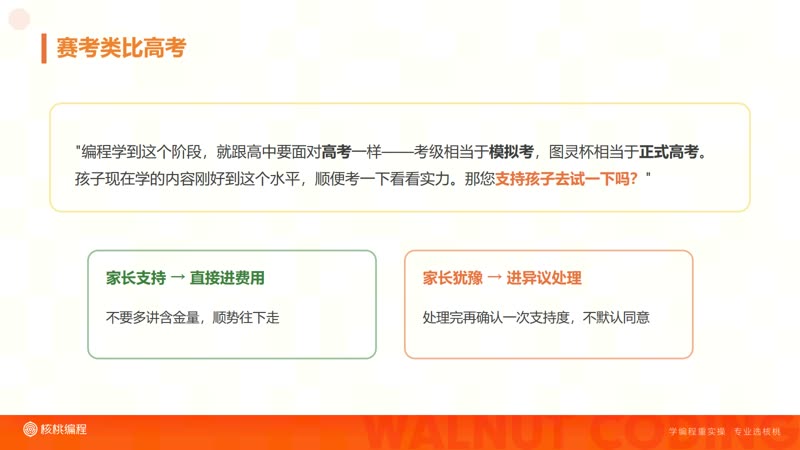 赛考类比高考
"编程学到这个阶段，就跟高中要面对高考一样——考级相当于模拟考，图灵杯相当于正式高考。
孩子现在学的内容刚好到这个水平，顺便考一下看看实力。那您支持孩子去试一下吗？"
家长支持 → 直接进费用
不要多讲含金量，顺势往下走
家长犹豫 → 进异议处理
处理完再确认一次支持度，不默认同意
核桃编程
WALNUT CODING
学编程重实操 专业选核桃